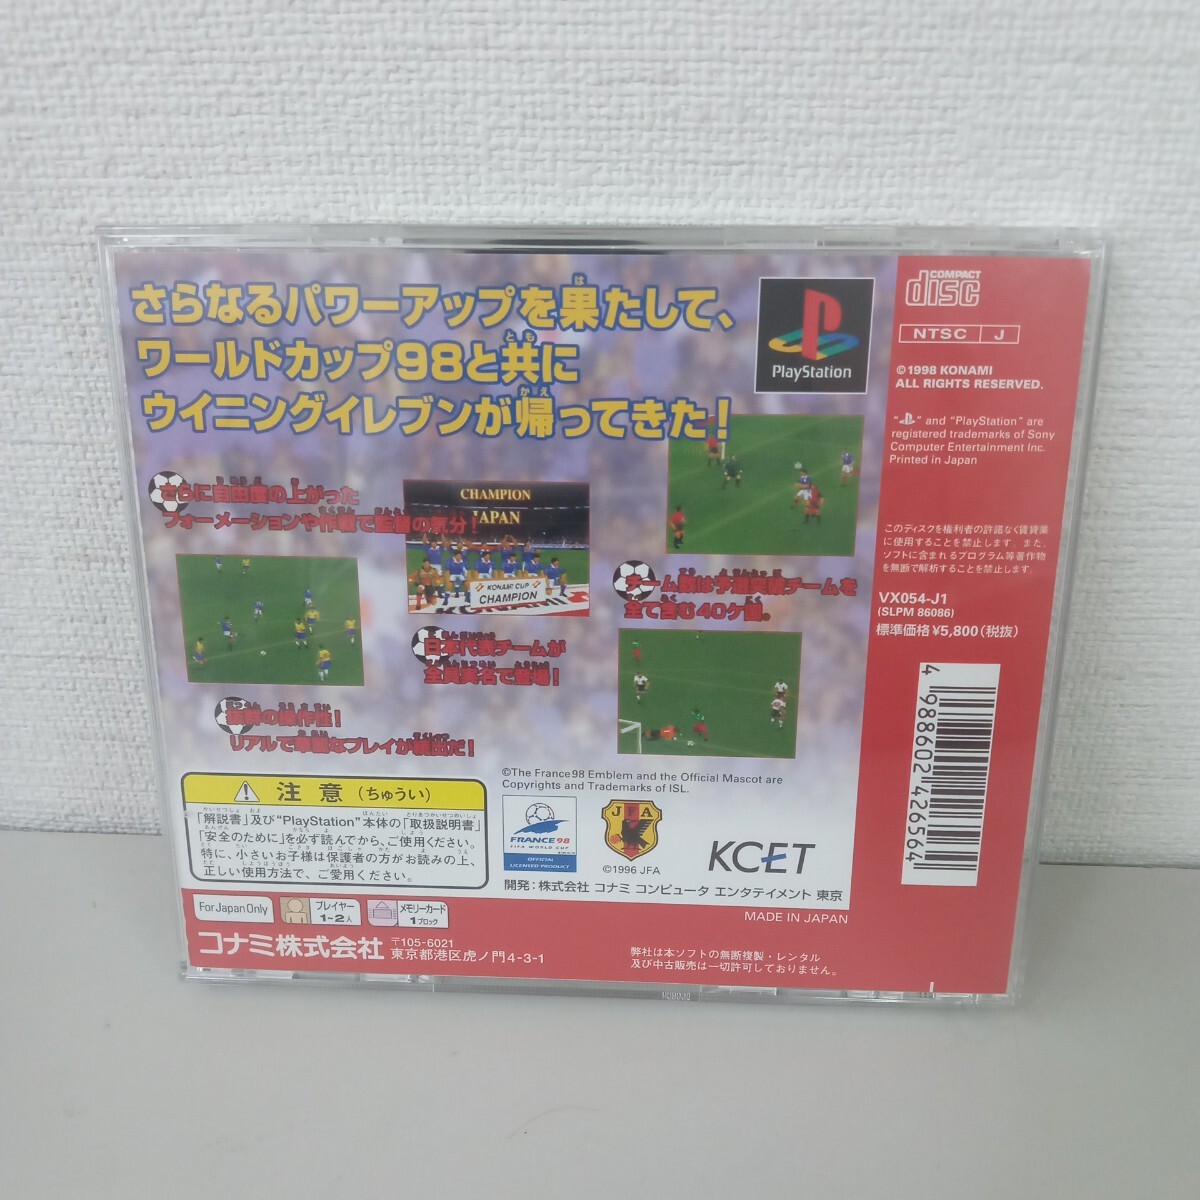 さらなるパワーアップを果たして、
ワールドカップ98と共に
ウイニングイレブンが帰ってきた!
PlayStation
さらに自由度の上がった
フォーメーションや作戦で監督の気分!
CHAMPION
JAPAN
KONAMI CUP
CHAMPION
チーム数は予選突破チームを
全て含む40ケ国。
日本代表チームが
全員実名で登場!
抜群の操作性!
リアルで華麗なプレイが続出だ!
COMPACT
disc
NTSC J
©1998 KONAMI
ALL RIGHTS RESERVED.
" " and "PlayStation" are
registered trademarks of Sony
Computer Entertainment Inc.
Printed in Japan
このディスクを権利者の許諾なく賃貸業
に使用することを禁止します。また、
ソフトに含まれるプログラム等著作物
を無断で解析することを禁止します。
VX054-J1
(SLPM 86086)
標準価格¥5,800(税抜)
4 988602 426564
©The France98 Emblem and the Official Mascot are
Copyrights and Trademarks of ISL.
注意(ちゅうい)
「解説書」及び"PlayStation"本体の「取扱説明書」
「安全のために」を必ず読んでから、ご使用ください。
特に、小さいお子様は保護者の方がお読みの上、
正しい使用方法で、ご愛用ください。
FRANCE98
FIFA WORLD CUP
OFFICIAL
LICENSED PRODUCT
JFA
©1996 JFA
KCET
開発:株式会社 コナミ コンピュータ エンタテイメント 東京
For Japan Only
プレイヤー
1~2人
メモリーカード
1ブロック
MADE IN JAPAN
コナミ株式会社
〒105-6021
東京都港区虎ノ門4-3-1
弊社は本ソフトの無断複製・レンタル
及び中古販売は一切許可しておりません。